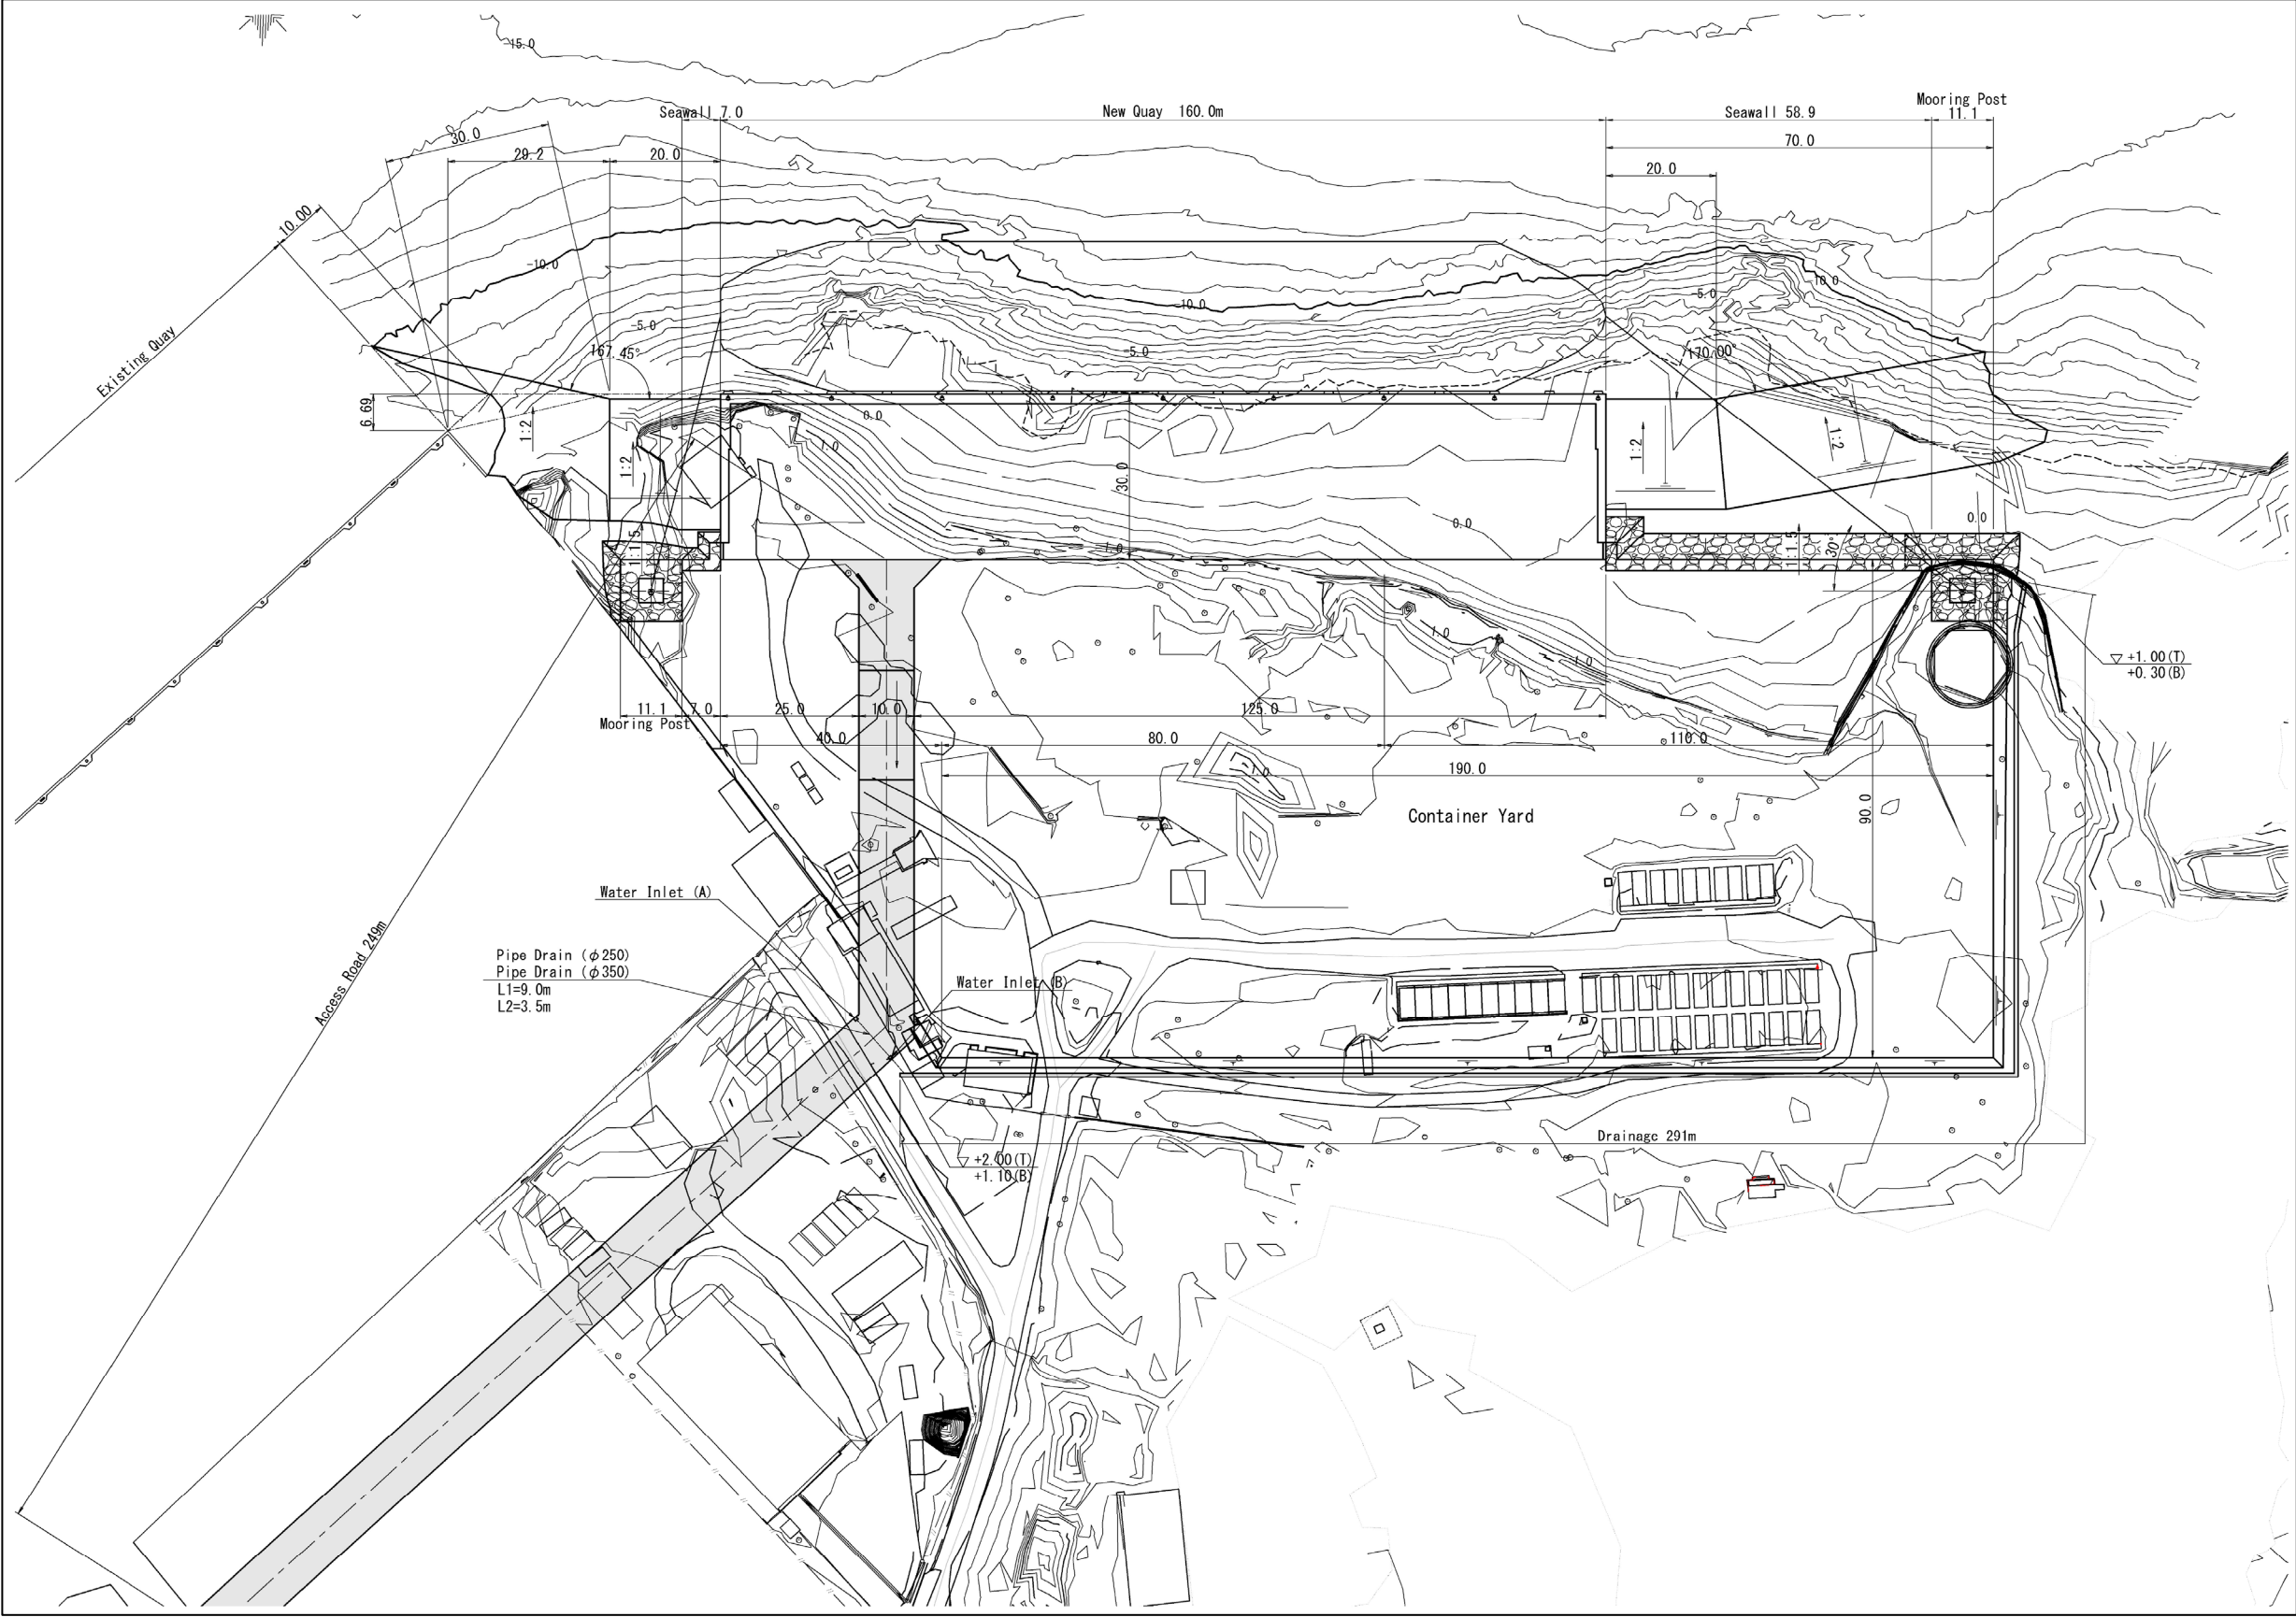 -15.0
Mooring Post
Seawall 7.0
New Quay 160.0m
Seawall 58.9
11.1
30.0
70.0
29.2
20.0
20.0
10.00
-10.0
-10.0
-5.0
10.0
-5.0
Existing Quay
167.45°
-5.0
170.00°
6.69
0.0
1:2
1.0
1:2
1:2
1:2
30.0
0.0
0.0
1:1.5
-1.0
1:1.5
30°
1.0
1.0
+1.00(T)
+0.30(B)
11.1
7.0
25.0
10.0
125.0
Mooring Post
40.0
80.0
110.0
1.0
190.0
Container Yard
90.0
Water Inlet (A)
Access Road 249m
Pipe Drain (φ250)
Pipe Drain (φ350)
L1=9.0m
L2=3.5m
Water Inlet (B)
Drainage 291m
+2.00(T)
+1.10(B)